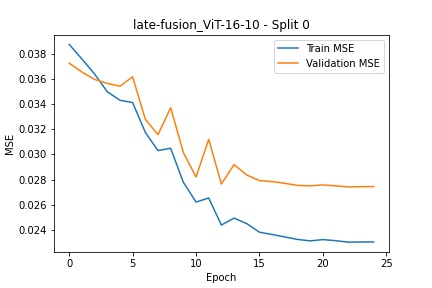 late-fusion_ViT-16-10 - Split 0
Train MSE
Validation MSE
0.038
0.036
0.034
0.032
0.030
0.028
0.026
0.024
MSE
0 5 10 15 20 25
Epoch